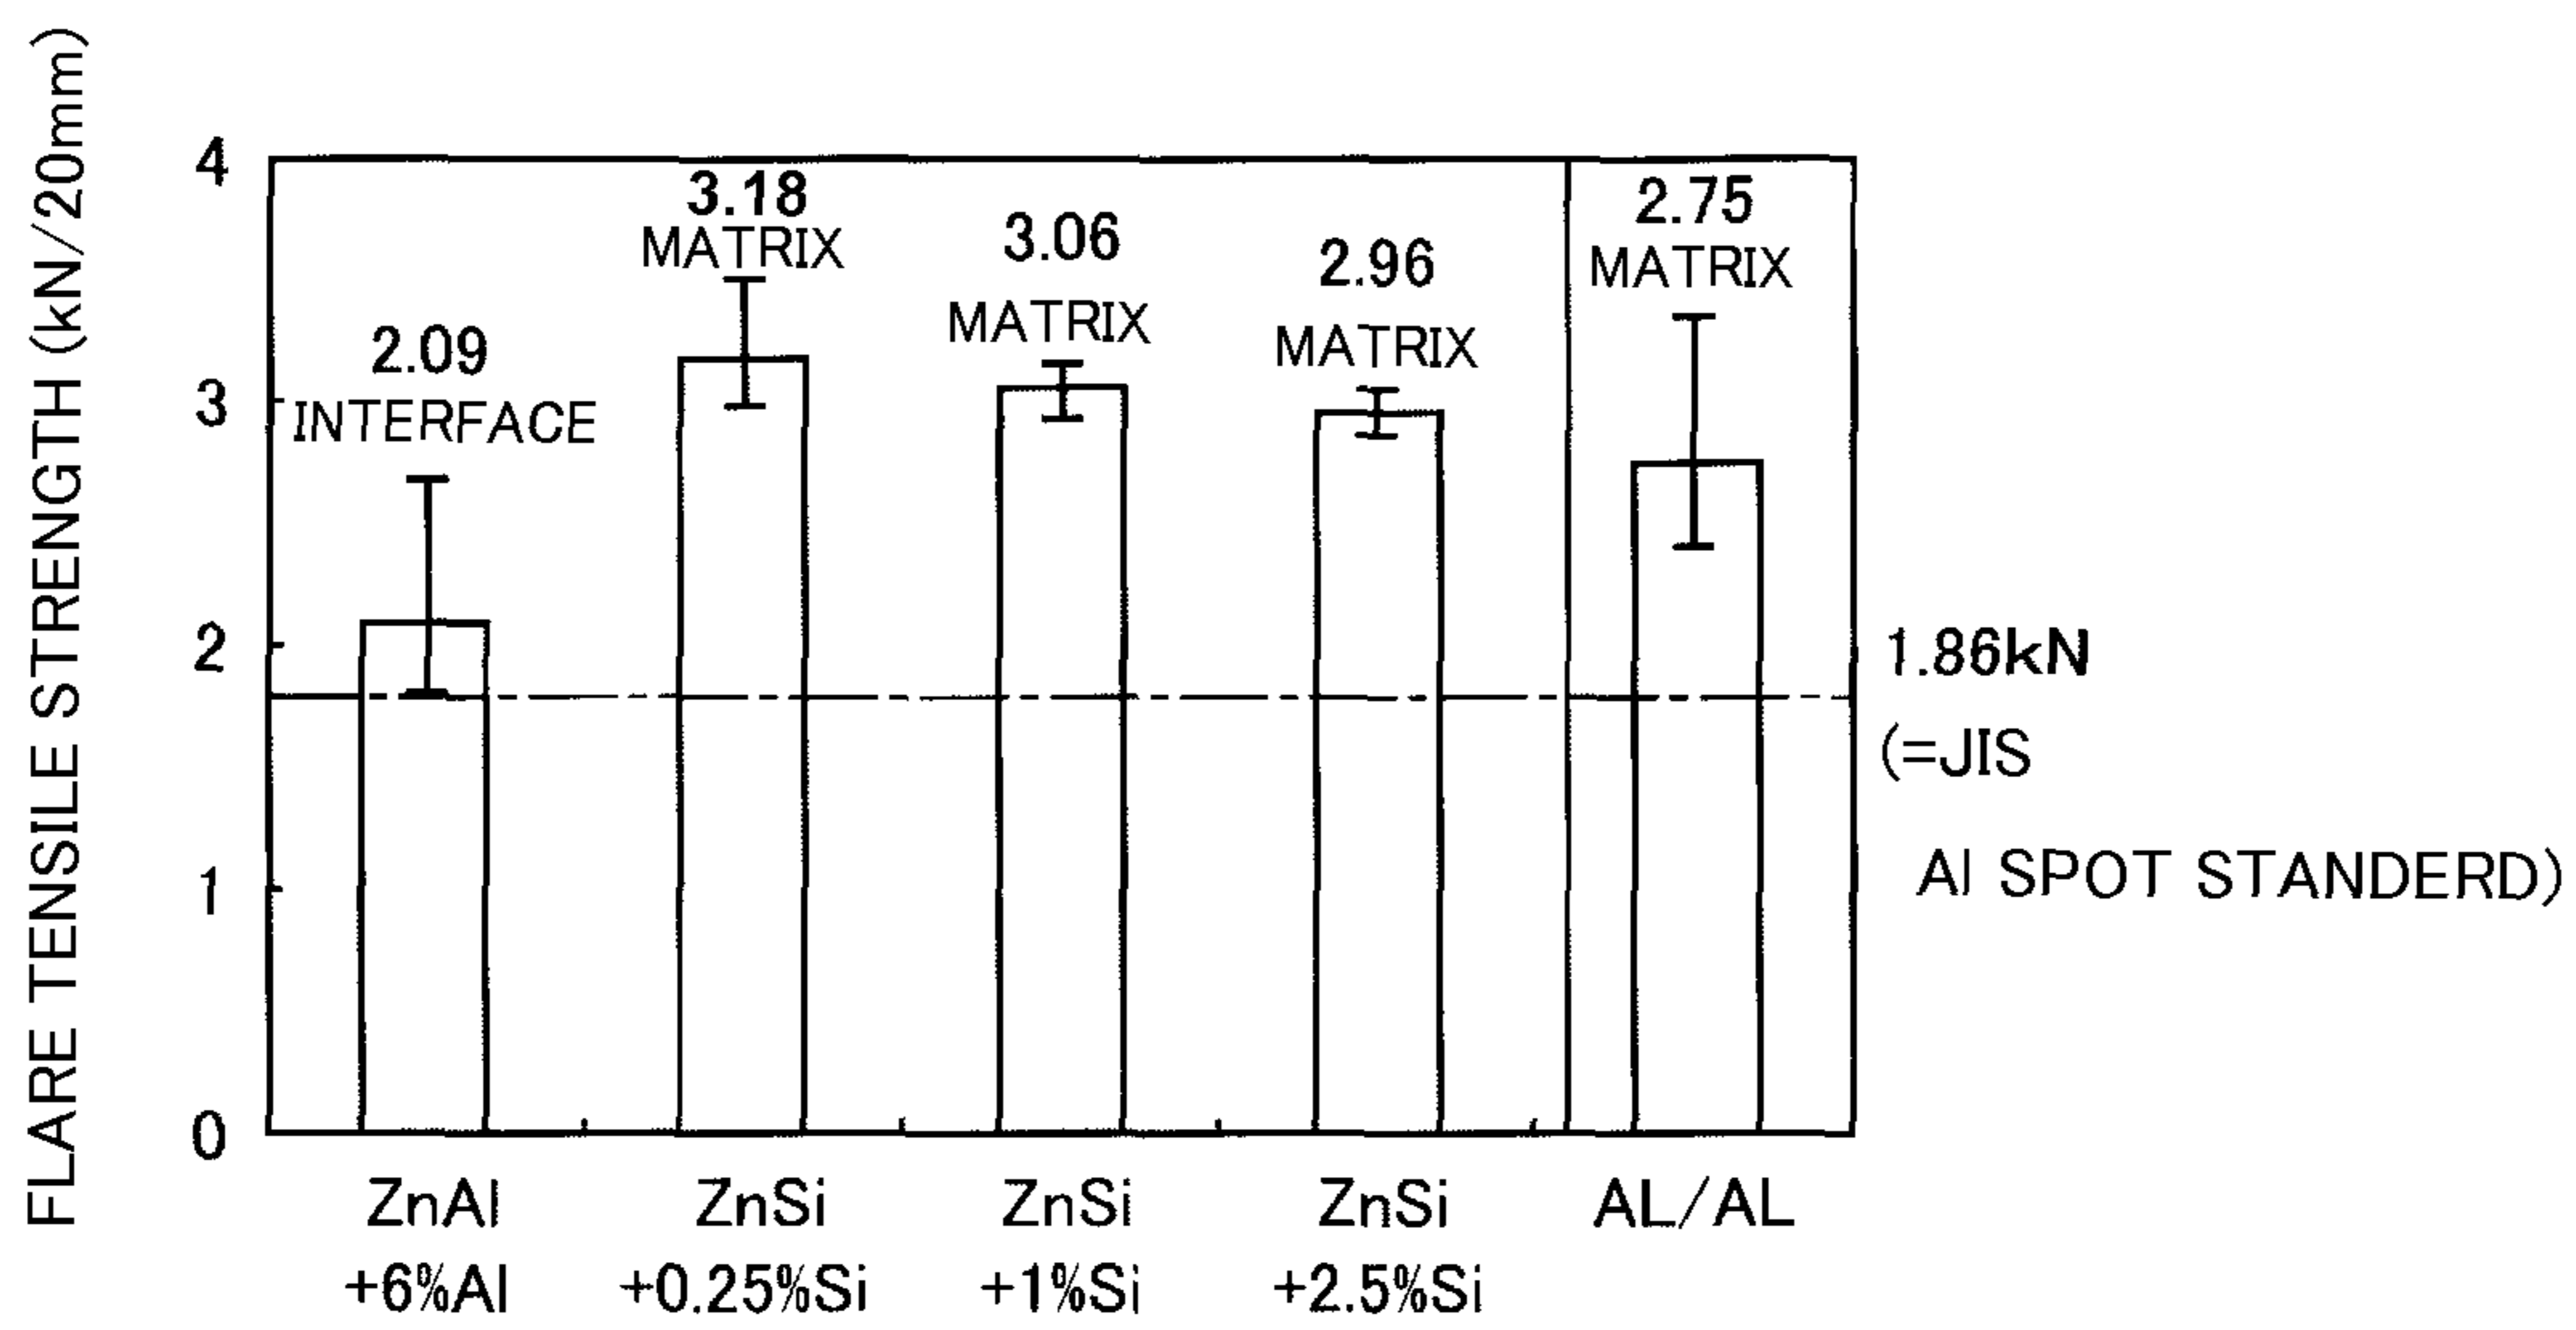 FLARE TENSILE STRENGTH (kN/20mm)
4
3
2
1
0
2.09
INTERFACE
3.18
MATRIX
3.06
MATRIX
2.96
MATRIX
2.75
MATRIX
1.86kN
(=JIS
Al SPOT STANDERD)
ZnAl
+6%Al
ZnSi
+0.25%Si
ZnSi
+1%Si
ZnSi
+2.5%Si
AL/AL